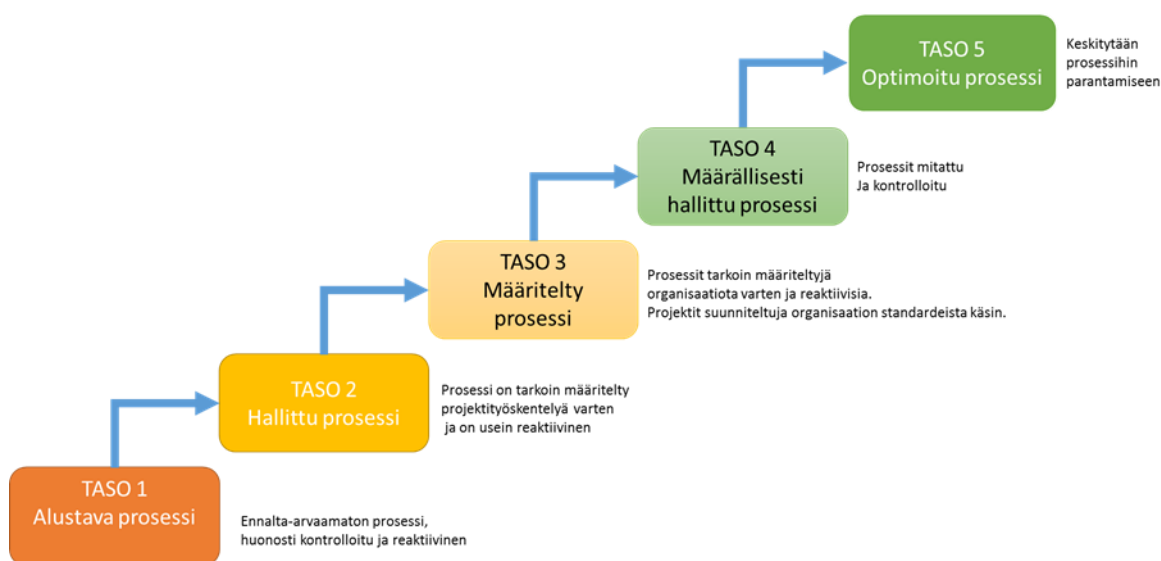 TASO 5
Optimoitu prosessi
Keskitytään
prosessihin
parantamiseen
TASO 4
Määrällisesti
hallittu prosessi
Prosessit mitattu
Ja kontrolloitu
TASO 3
Määritelty
prosessi
Prosessit tarkoin määriteltyjä
organisaatiota varten ja reaktiivisia.
Projektit suunniteltuja organisaation standardeista käsin.
TASO 2
Hallittu prosessi
Prosessi on tarkoin määritelty
projektityöskentelyä varten
ja on usein reaktiivinen
TASO 1
Alustava prosessi
Ennalta-arvaamaton prosessi,
huonosti kontrolloitu ja reaktiivinen